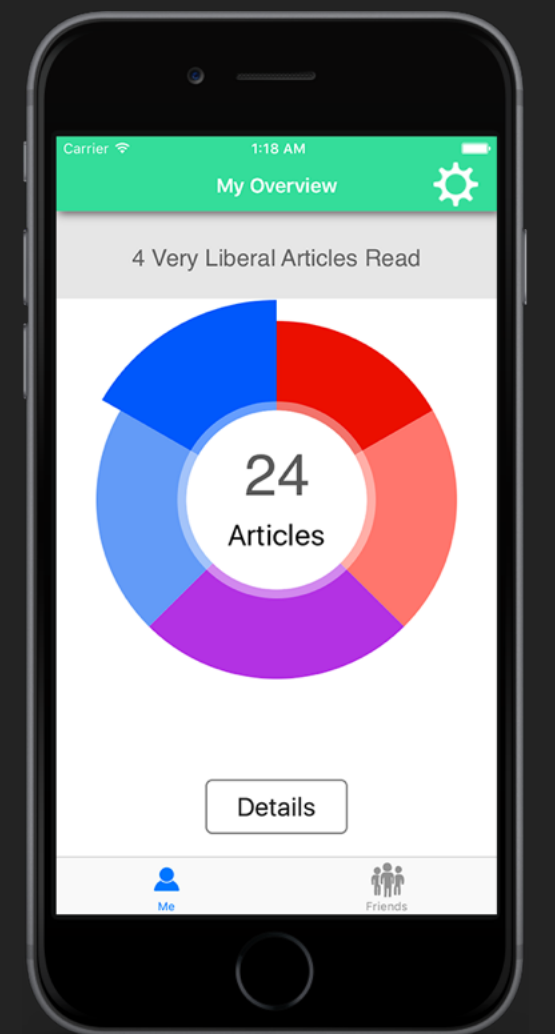 Carrier 1:18 AM
My Overview
4 Very Liberal Articles Read
24
Articles
Details
Me Friends